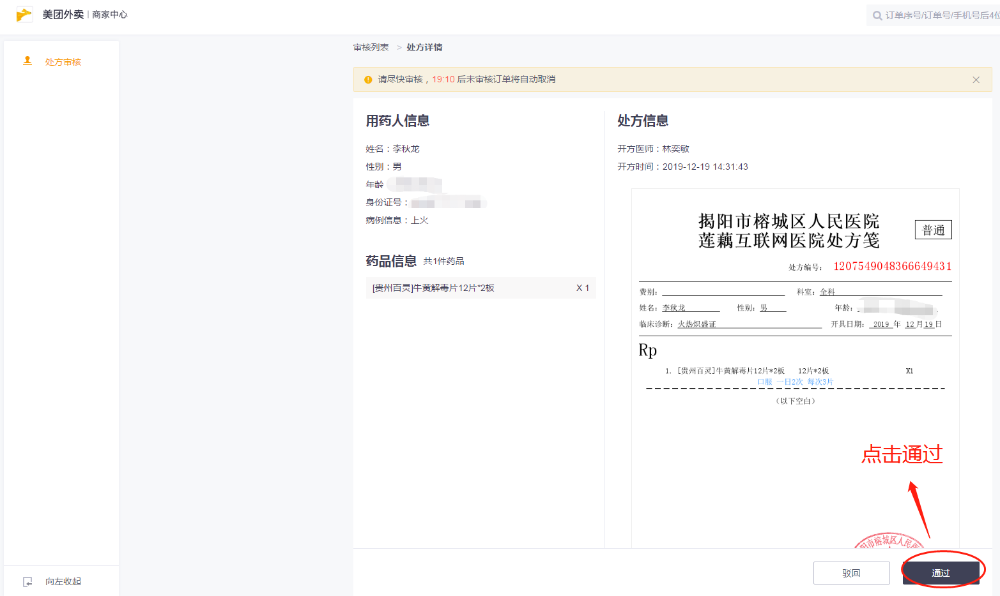 美团外卖 | 商家中心
订单序号/订单号/手机号后4位
处方审核
审核列表 > 处方详情
请尽快审核，19:10 后未审核订单将自动取消
用药人信息
姓名：李秋龙
性别：男
年龄
身份证号：
病例信息：上火
药品信息 共1件药品
[贵州百灵]牛黄解毒片12片*2板 X 1
处方信息
开方医师：林奕敏
开方时间：2019-12-19 14:31:43
揭阳市榕城区人民医院
莲藕互联网医院处方笺
普通
处方编号： 1207549048366649431
费别： 科室：全科
姓名：李秋龙 性别：男 年龄：
临床诊断：火热炽盛证 开具日期： 2019 年 12 月 19 日
Rp
1. [贵州百灵]牛黄解毒片12片*2板 12片*2板 X1
口服 一日2次 每次3片
（以下空白）
点击通过
揭阳市榕城区人民医院
驳回
通过
向左收起